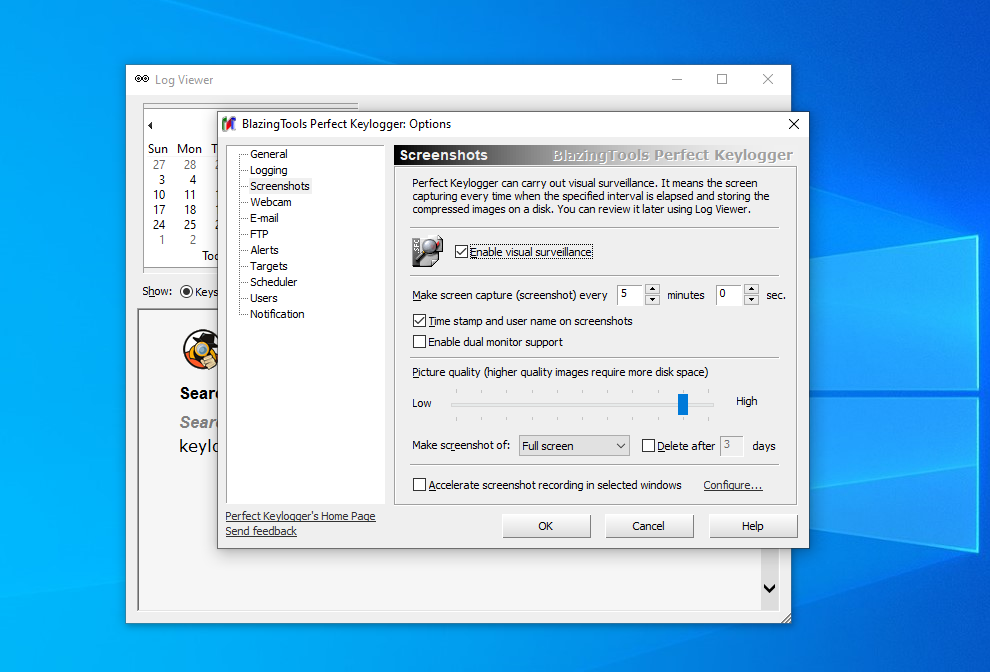 Log Viewer
BlazingTools Perfect Keylogger: Options
Sun Mon
27 28
3 4
10 11
17 18
24 25
1 2
Show: Keys
Sear
Sear
keylo
General
Logging
Screenshots
Webcam
E-mail
FTP
Alerts
Targets
Scheduler
Users
Notification
Perfect Keylogger's Home Page
Send feedback
Screenshots BlazingTools Perfect Keylogger
Perfect Keylogger can carry out visual surveillance. It means the screen
capturing every time when the specified interval is elapsed and storing the
compressed images on a disk. You can review it later using Log Viewer.
Enable visual surveillance
Make screen capture (screenshot) every 5 minutes 0 sec.
Time stamp and user name on screenshots
Enable dual monitor support
Picture quality (higher quality images require more disk space)
Low High
Make screenshot of: Full screen Delete after 3 days
Accelerate screenshot recording in selected windows Configure...
OK Cancel Help